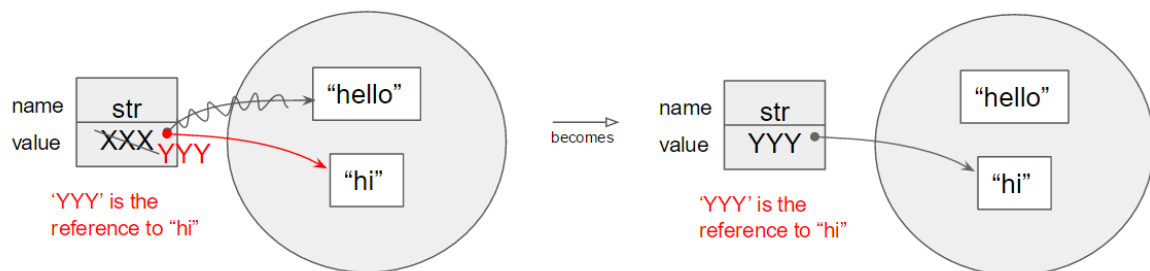 name
str
value
XXX
YYY
“hello”
“hi”
‘YYY’ is the
reference to “hi”
becomes
name
str
value
YYY
“hello”
“hi”
‘YYY’ is the
reference to “hi”